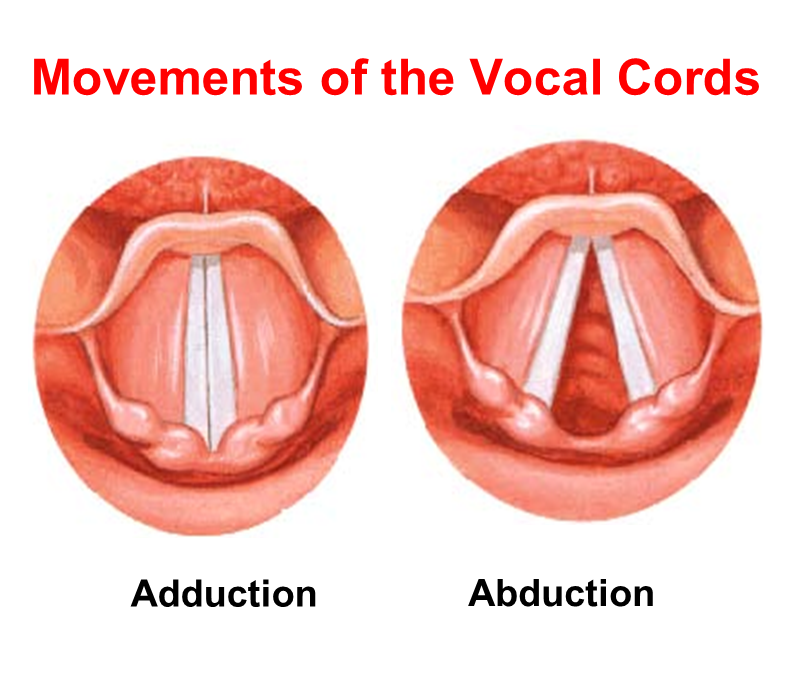 Movements of the Vocal Cords
Adduction
Abduction